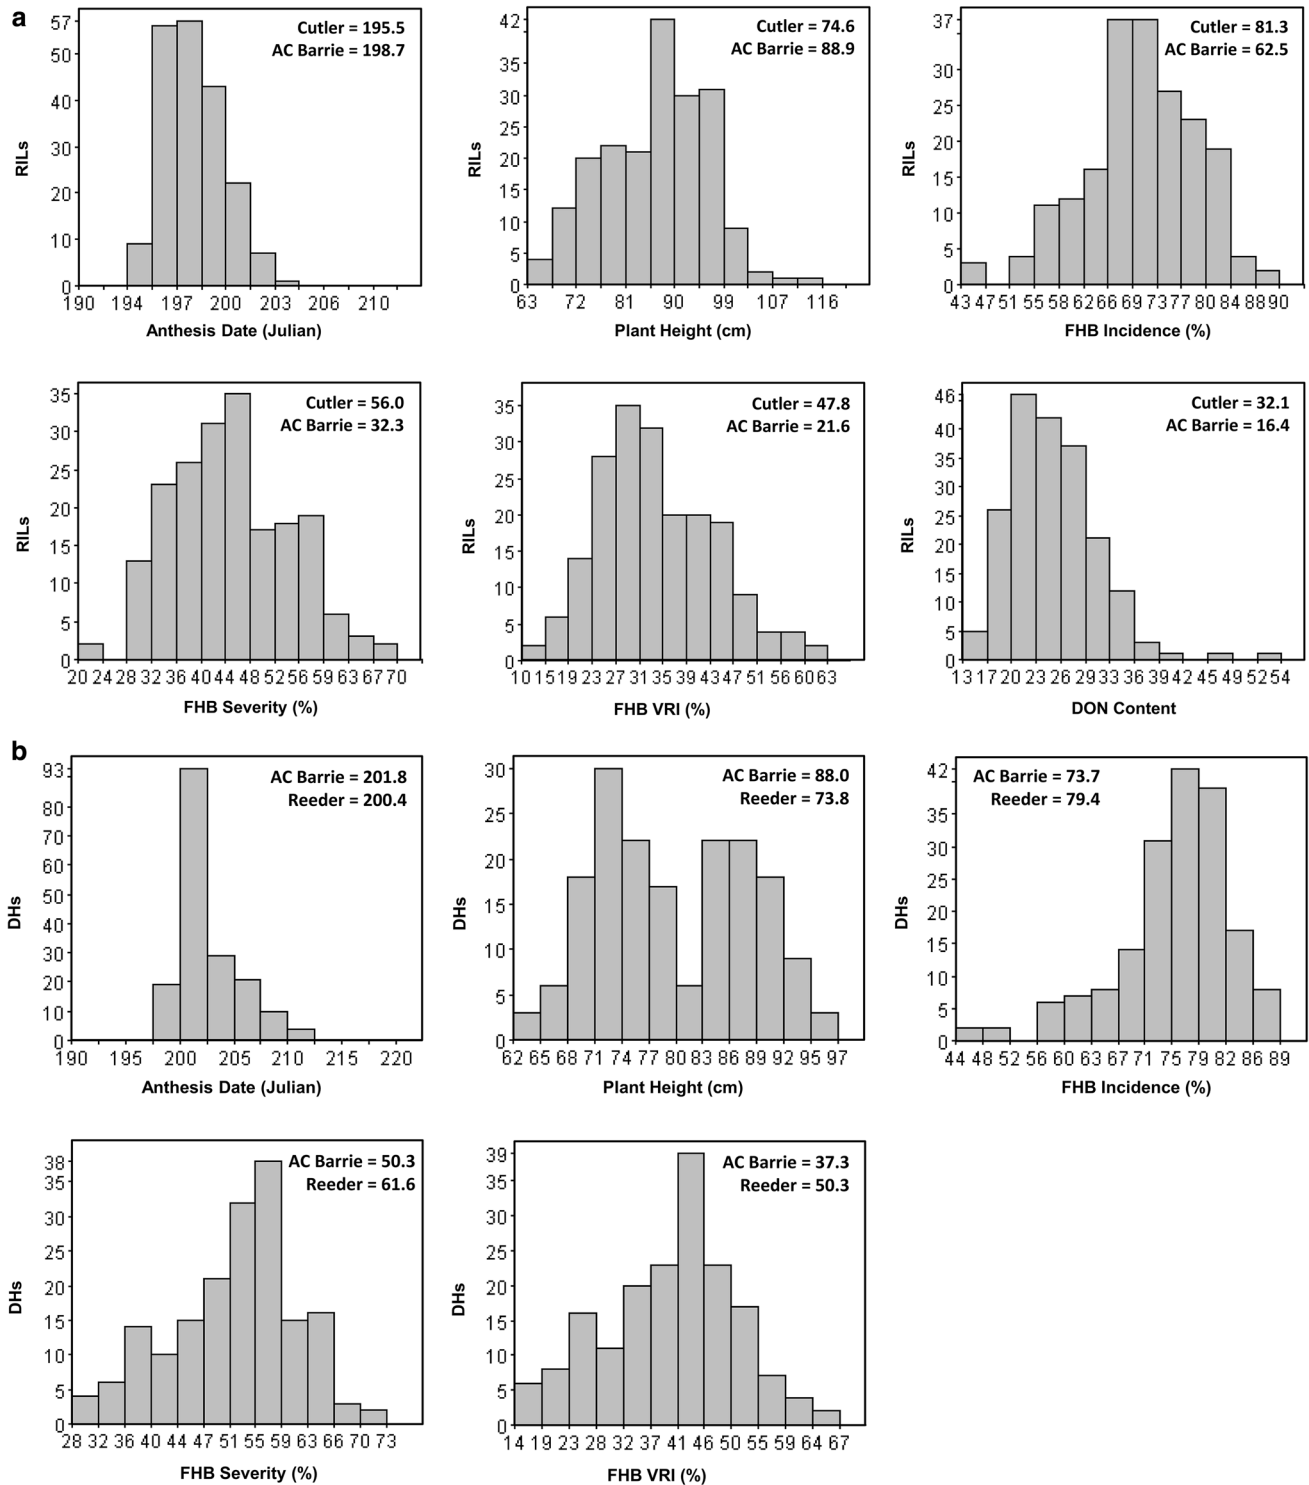 a
57
50
40
30
20
10
0
RILs
Cutler = 195.5
AC Barrie = 198.7
190 194 197 200 203 206 210
Anthesis Date (Julian)
42
35
30
25
20
15
10
5
0
RILs
Cutler = 74.6
AC Barrie = 88.9
63 72 81 90 99 107 116
Plant Height (cm)
37
30
25
20
15
10
5
0
RILs
Cutler = 81.3
AC Barrie = 62.5
43 47 51 55 58 62 66 69 73 77 80 84 88 90
FHB Incidence (%)
35
30
25
20
15
10
5
0
RILs
Cutler = 56.0
AC Barrie = 32.3
20 24 28 32 36 40 44 48 52 56 59 63 67 70
FHB Severity (%)
35
30
25
20
15
10
5
0
RILs
Cutler = 47.8
AC Barrie = 21.6
10 15 19 23 27 31 35 39 43 47 51 56 60 63
FHB VRI (%)
46
40
35
30
25
20
15
10
5
0
RILs
Cutler = 32.1
AC Barrie = 16.4
13 17 20 23 26 29 33 36 39 42 45 49 52 54
DON Content
b
93
80
70
60
50
40
30
20
10
0
DHs
AC Barrie = 201.8
Reeder = 200.4
190 195 200 205 210 215 220
Anthesis Date (Julian)
30
25
20
15
10
5
0
DHs
AC Barrie = 88.0
Reeder = 73.8
62 65 68 71 74 77 80 83 86 89 92 95 97
Plant Height (cm)
42
35
30
25
20
15
10
5
0
DHs
AC Barrie = 73.7
Reeder = 79.4
44 48 52 56 60 63 67 71 75 79 82 86 89
FHB Incidence (%)
38
35
30
25
20
15
10
5
0
DHs
AC Barrie = 50.3
Reeder = 61.6
28 32 36 40 44 47 51 55 59 63 66 70 73
FHB Severity (%)
39
35
30
25
20
15
10
5
0
DHs
AC Barrie = 37.3
Reeder = 50.3
14 19 23 28 32 37 41 46 50 55 59 64 67
FHB VRI (%)